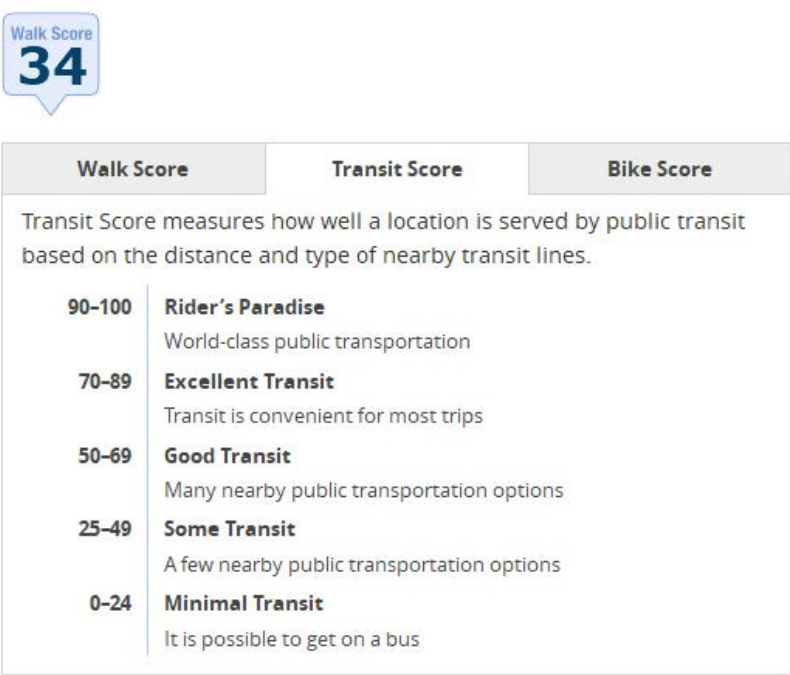 Walk Score
34
Walk Score Transit Score Bike Score
Transit Score measures how well a location is served by public transit
based on the distance and type of nearby transit lines.
90–100 Rider’s Paradise
World-class public transportation
70–89 Excellent Transit
Transit is convenient for most trips
50–69 Good Transit
Many nearby public transportation options
25–49 Some Transit
A few nearby public transportation options
0–24 Minimal Transit
It is possible to get on a bus